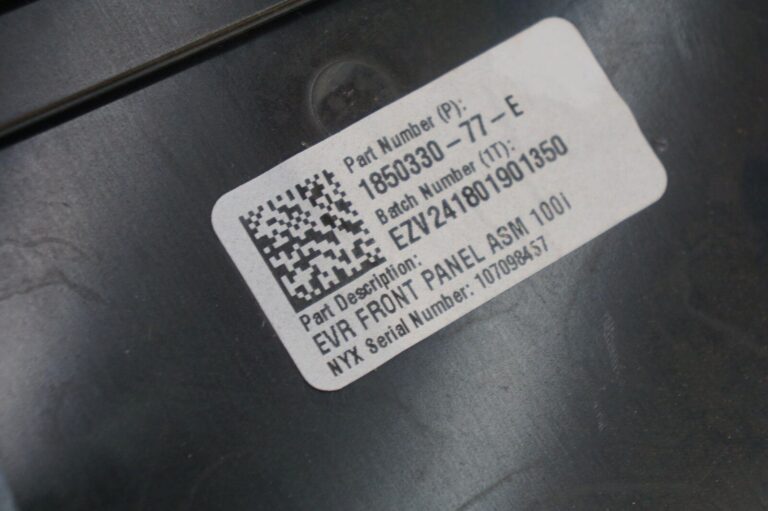 Part Number (P):
1850330-77-E
Batch Number (1T):
EZV241801901350
Part Description:
EVR FRONT PANEL ASM 100i
NYX Serial Number: 107098457